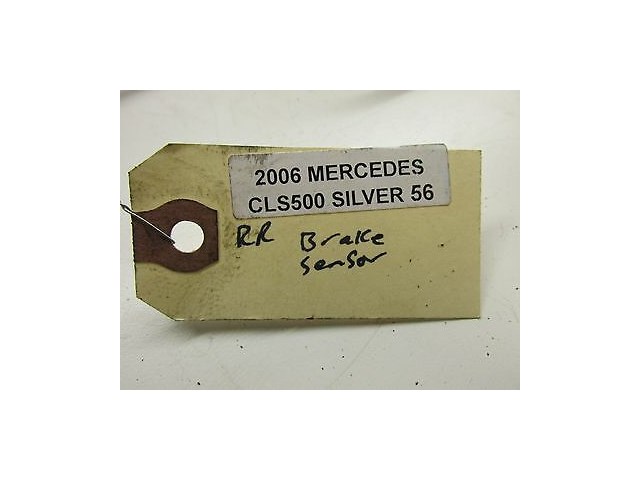 2006 MERCEDES
CLS500 SILVER 56
RR Brake
sensor